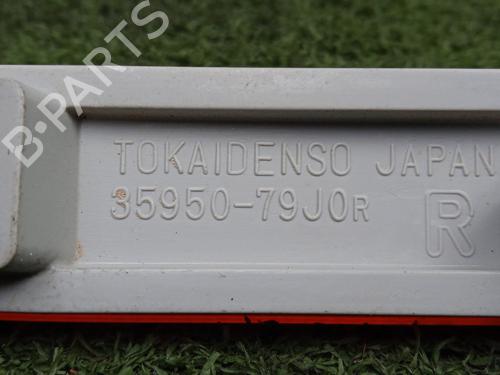 B-PARTS
TOKAIDENSO JAPAN
35950-79J0R
R